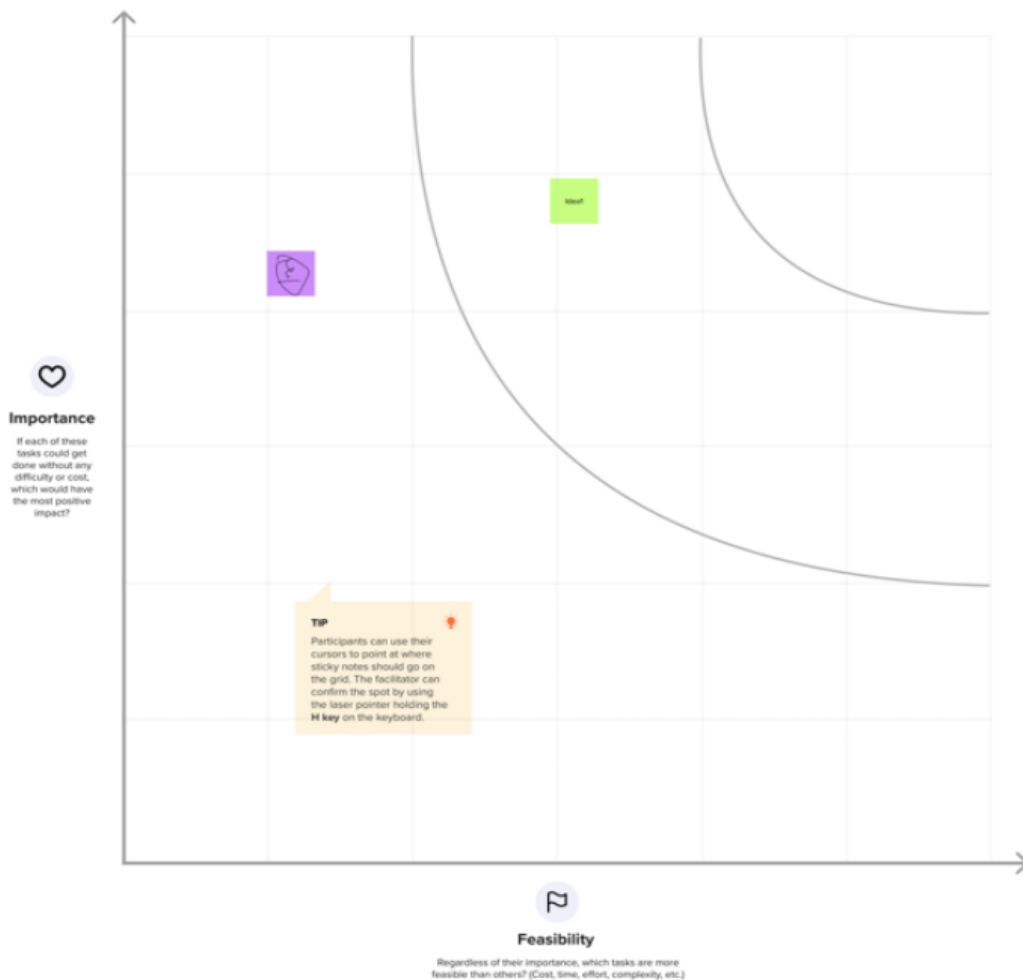 Idea1
Importance
If each of these
tasks could get
done without any
difficulty or cost,
which would have
the most positive
impact?
TIP
Participants can use their
cursors to point at where
sticky notes should go on
the grid. The facilitator can
confirm the spot by using
the laser pointer holding the
H key on the keyboard.
Feasibility
Regardless of their importance, which tasks are more
feasible than others? (Cost, time, effort, complexity, etc.)